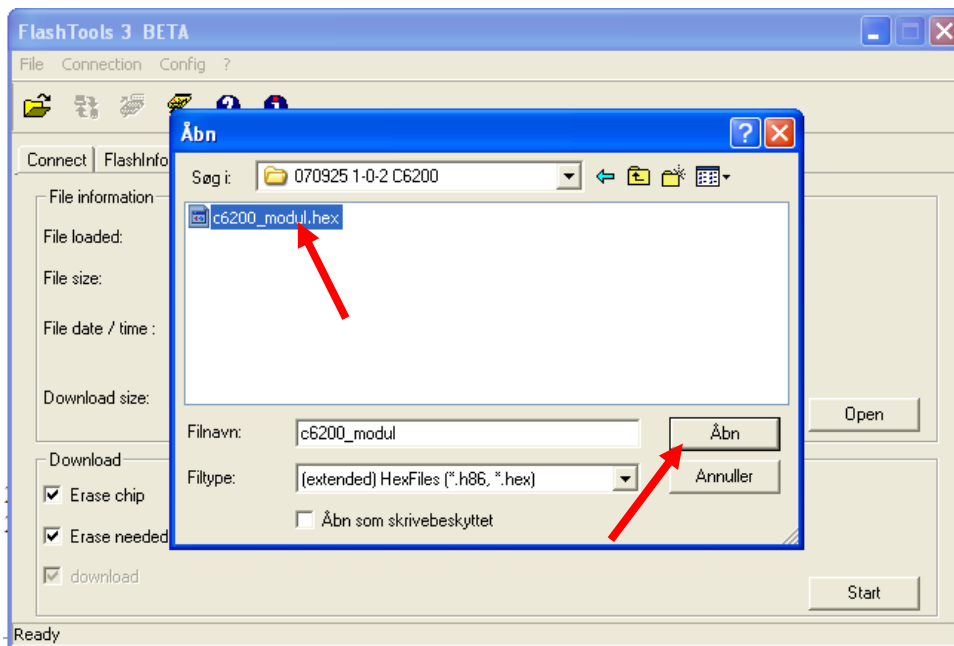 FlashTools 3 BETA
File Connection Config ?
Connect FlashInfo
File information
File loaded:
File size:
File date / time :
Download size:
Open
Download
Erase chip
Erase needed
download
Start
Ready
Åbn
Søg i: 070925 1-0-2 C6200
c6200_modul.hex
Filnavn: c6200_modul Åbn
Filtype: (extended) HexFiles (*.h86, *.hex) Annuller
Åbn som skrivebeskyttet